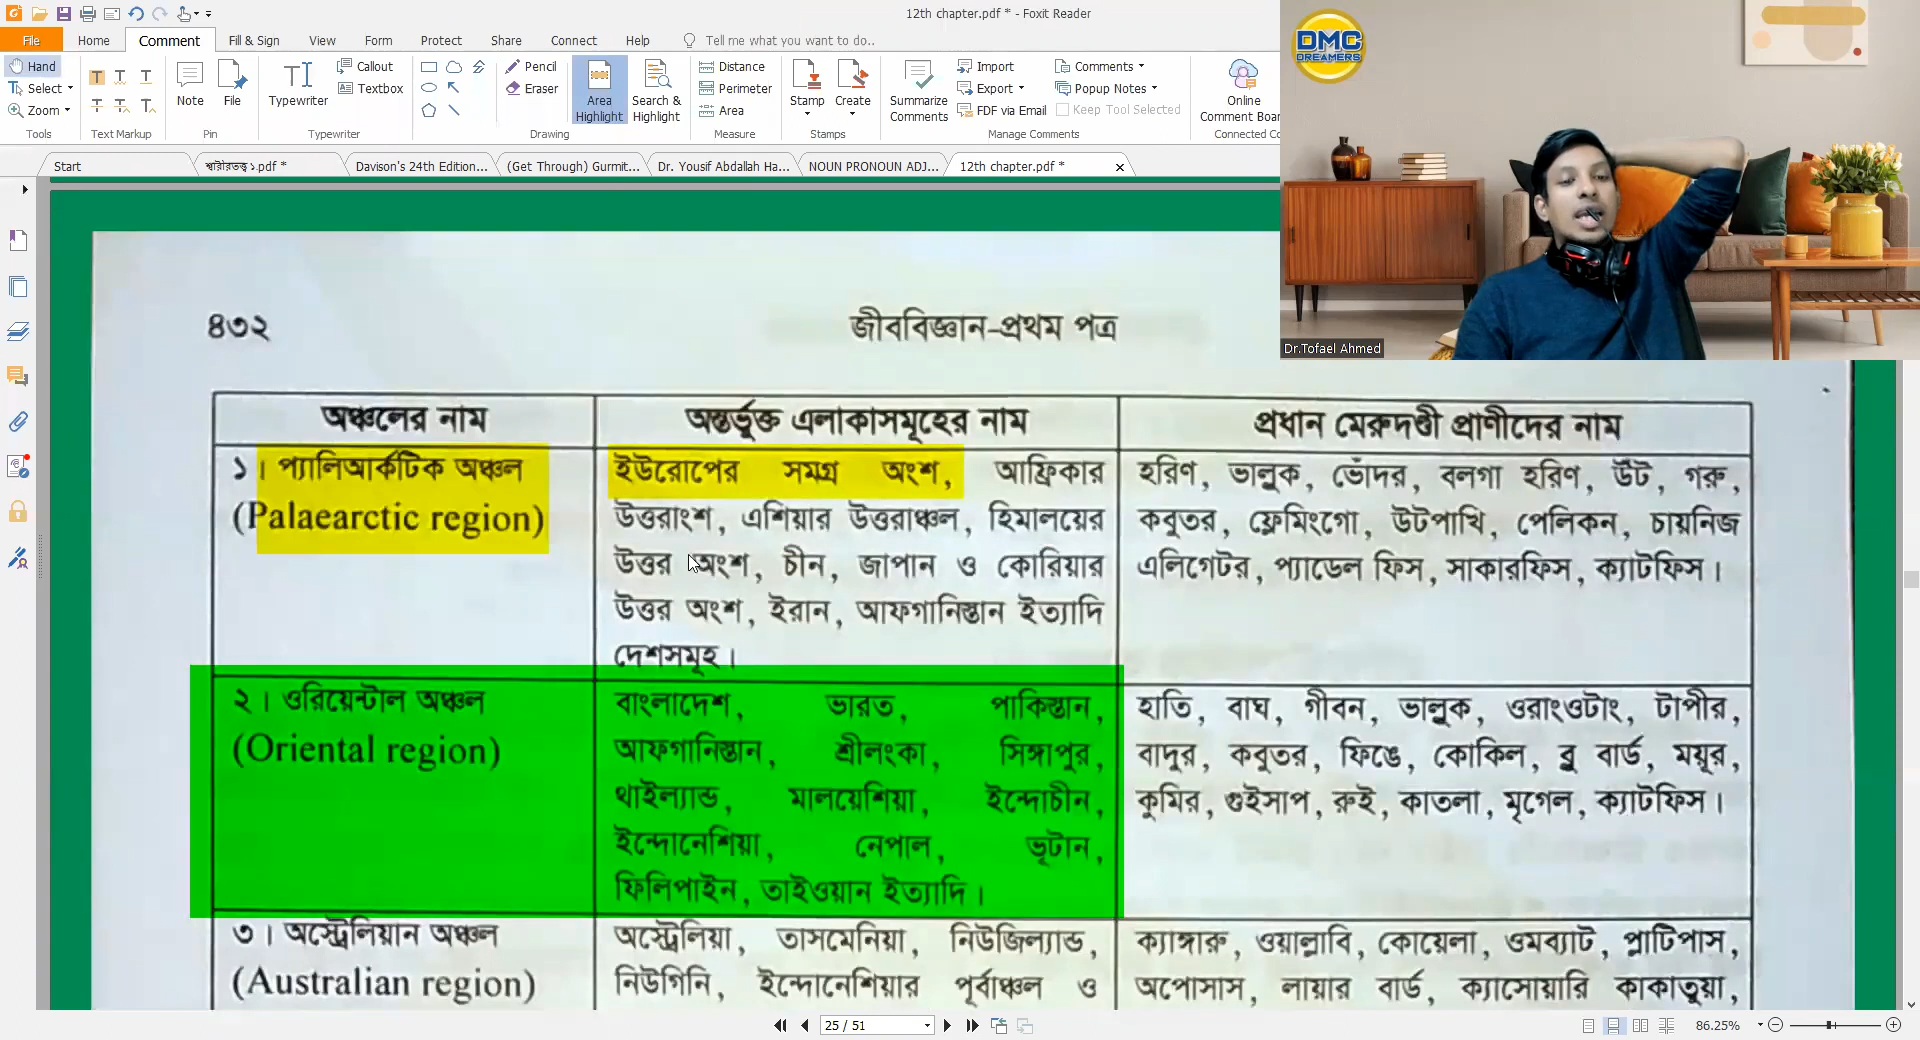 12th chapter.pdf * - Foxit Reader
File Home Comment Fill & Sign View Form Protect Share Connect Help Tell me what you want to do..
Hand
Select
Zoom
Tools
Text Markup
Note
File
Pin
Typewriter
Callout
Textbox
Typewriter
Pencil
Eraser
Area Highlight
Search & Highlight
Drawing
Distance
Perimeter
Area
Measure
Stamp
Create
Stamps
Summarize Comments
Import
Export
FDF via Email
Comments
Popup Notes
Keep Tool Selected
Manage Comments
Online Comment Boar
Connected Co
DMC
DREAMERS
Dr.Tofael Ahmed
Start
শারীরতত্ত্ব ১.pdf *
Davison's 24th Edition...
(Get Through) Gurmit...
Dr. Yousif Abdallah Ha...
NOUN PRONOUN ADJ...
12th chapter.pdf *
৪৩২
জীববিজ্ঞান-প্রথম পত্র
অঞ্চলের নাম
অন্তর্ভুক্ত এলাকাসমূহের নাম
প্রধান মেরুদণ্ডী প্রাণীদের নাম
১। প্যালিআর্কটিক অঞ্চল
(Palaearctic region)
ইউরোপের সমগ্র অংশ, আফ্রিকার
উত্তরাংশ, এশিয়ার উত্তরাঞ্চল, হিমালয়ের
উত্তর অংশ, চীন, জাপান ও কোরিয়ার
উত্তর অংশ, ইরান, আফগানিস্তান ইত্যাদি
দেশসমূহ।
হরিণ, ভালুক, ভোঁদর, বলগা হরিণ, উঁট, গরু,
কবুতর, ফ্লেমিংগো, উটপাখি, পেলিকন, চায়নিজ
এলিগেটর, প্যাডেল ফিস, সাকারফিস, ক্যাটফিস।
২। ওরিয়েন্টাল অঞ্চল
(Oriental region)
বাংলাদেশ, ভারত, পাকিস্তান,
আফগানিস্তান, শ্রীলংকা, সিঙ্গাপুর,
থাইল্যান্ড, মালয়েশিয়া, ইন্দোচীন,
ইন্দোনেশিয়া, নেপাল, ভূটান,
ফিলিপাইন, তাইওয়ান ইত্যাদি।
হাতি, বাঘ, গীবন, ভালুক, ওরাংওটাং, টাপীর,
বাদুর, কবুতর, ফিঙে, কোকিল, ব্লু বার্ড, ময়ূর,
কুমির, গুইসাপ, রুই, কাতলা, মৃগেল, ক্যাটফিস।
৩। অস্ট্রেলিয়ান অঞ্চল
(Australian region)
অস্ট্রেলিয়া, তাসমেনিয়া, নিউজিল্যান্ড,
নিউগিনি, ইন্দোনেশিয়ার পূর্বাঞ্চল ও
ক্যাঙ্গারু, ওয়াল্লাবি, কোয়েলা, ওমব্যাট, প্লাটিপাস,
অপোসাস, লায়ার বার্ড, ক্যাসোয়ারি কাকাতুয়া,
25 / 51
86.25%